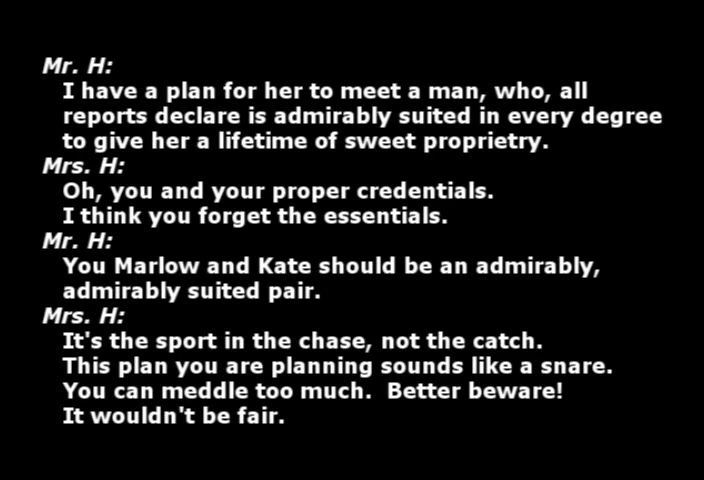 Mr. H:
I have a plan for her to meet a man, who, all
reports declare is admirably suited in every degree
to give her a lifetime of sweet proprietry.
Mrs. H:
Oh, you and your proper credentials.
I think you forget the essentials.
Mr. H:
You Marlow and Kate should be an admirably,
admirably suited pair.
Mrs. H:
It's the sport in the chase, not the catch.
This plan you are planning sounds like a snare.
You can meddle too much.  Better beware!
It wouldn't be fair.